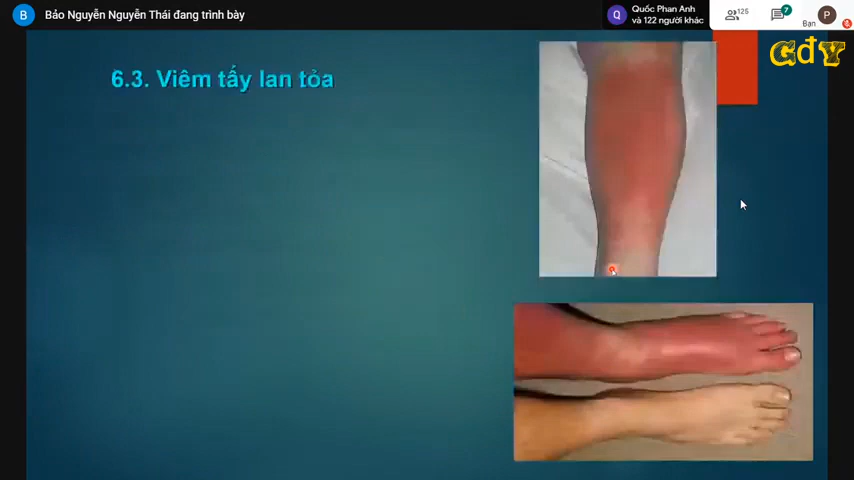 B Bảo Nguyễn Nguyễn Thái đang trình bày
Q Quốc Phan Anh
và 122 người khác
125
7
Bạn P
GdY
6.3. Viêm tấy lan tỏa